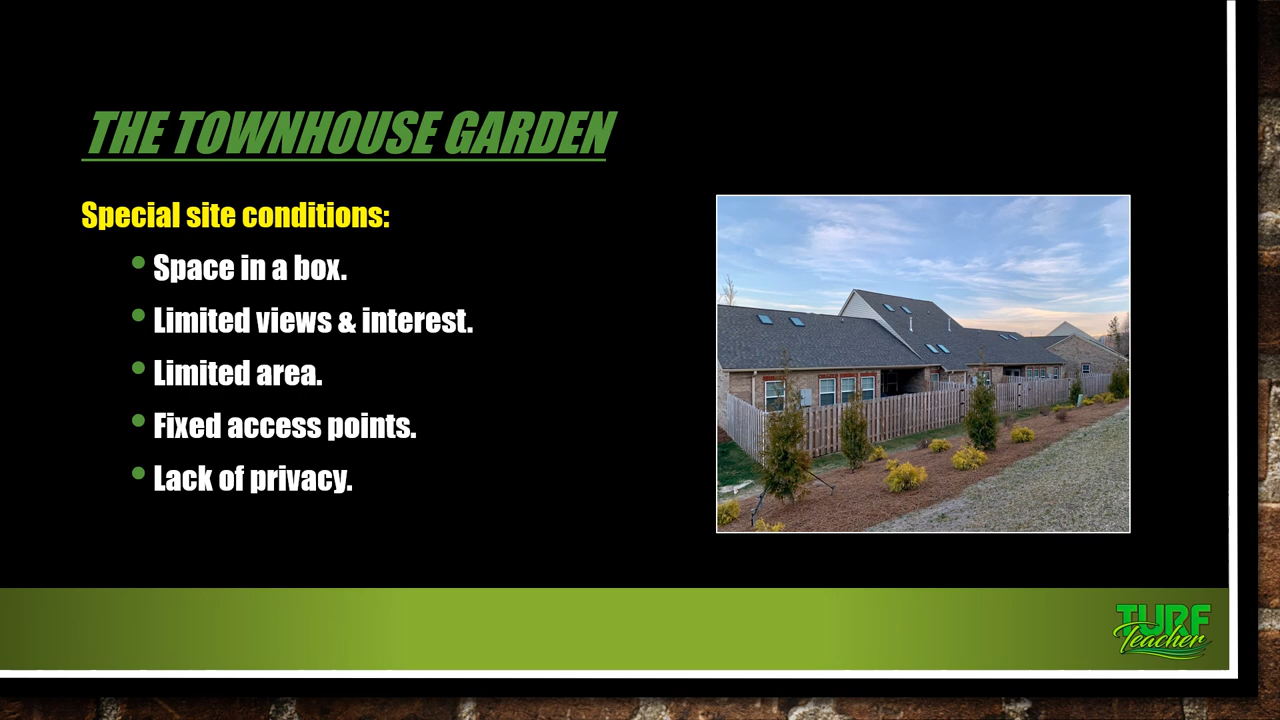 THE TOWNHOUSE GARDEN
Special site conditions:
Space in a box.
Limited views & interest.
Limited area.
Fixed access points.
Lack of privacy.
TURF
Teacher